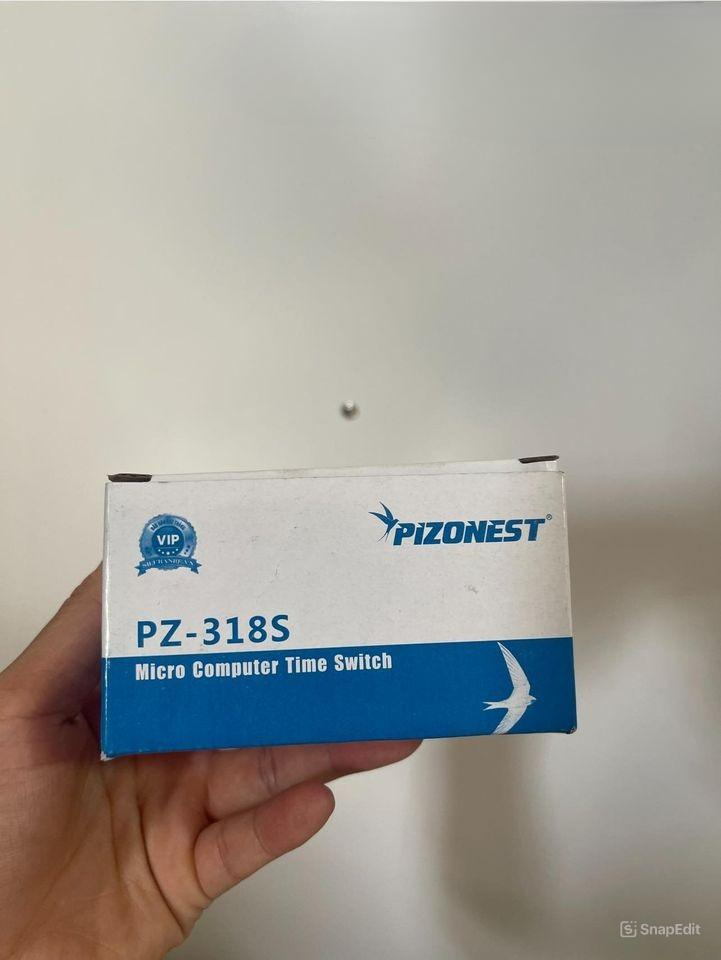 VIP
PIZONEST®
PZ-318S
Micro Computer Time Switch
SnapEdit